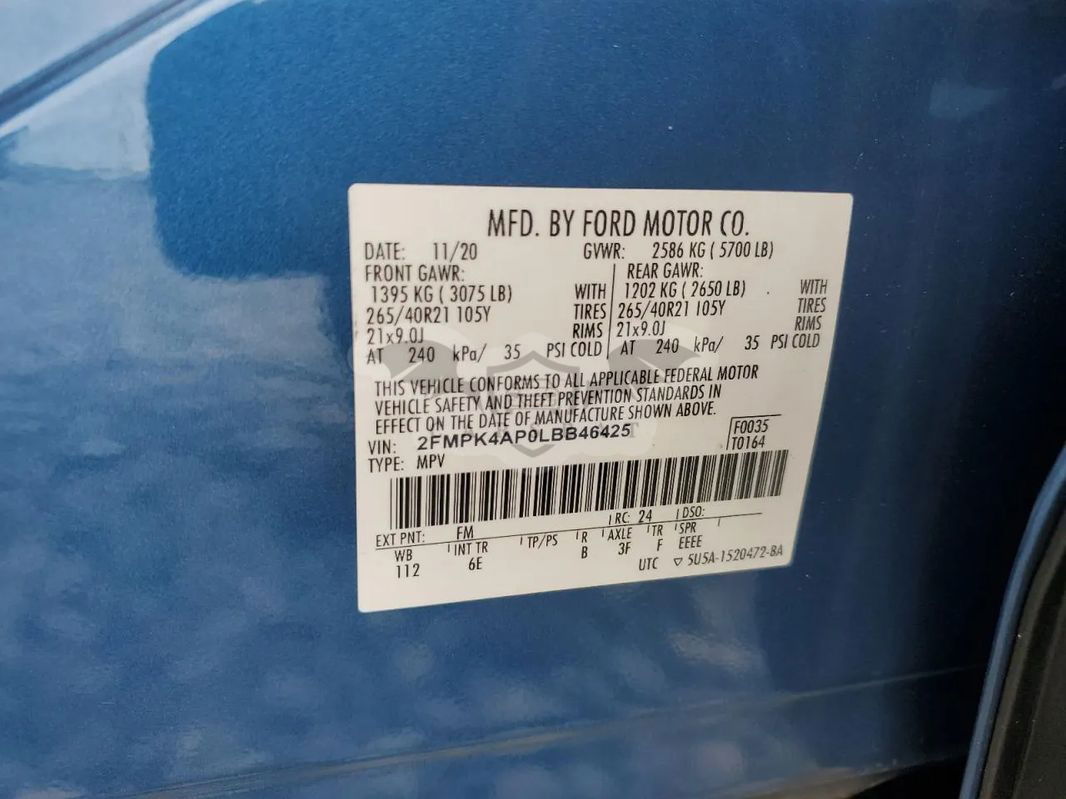 MFD. BY FORD MOTOR CO.
DATE: 11/20 GVWR: 2586 KG ( 5700 LB)
FRONT GAWR: REAR GAWR:
1395 KG ( 3075 LB) WITH 1202 KG ( 2650 LB) WITH
265/40R21 105Y TIRES 265/40R21 105Y TIRES
21x9.0J RIMS 21x9.0J RIMS
AT 240 kPa/ 35 PSI COLD AT 240 kPa/ 35 PSI COLD
THIS VEHICLE CONFORMS TO ALL APPLICABLE FEDERAL MOTOR
VEHICLE SAFETY AND THEFT PREVENTION STANDARDS IN
EFFECT ON THE DATE OF MANUFACTURE SHOWN ABOVE.
VIN: 2FMPK4AP0LBB46425 F0035
TYPE: MPV T0164
EXT PNT: FM RC: 24 DSO:
WB INT TR TP/PS R AXLE TR SPR
112 6E B 3F F EEEE
UTC ▽ 5U5A-1520472-BA